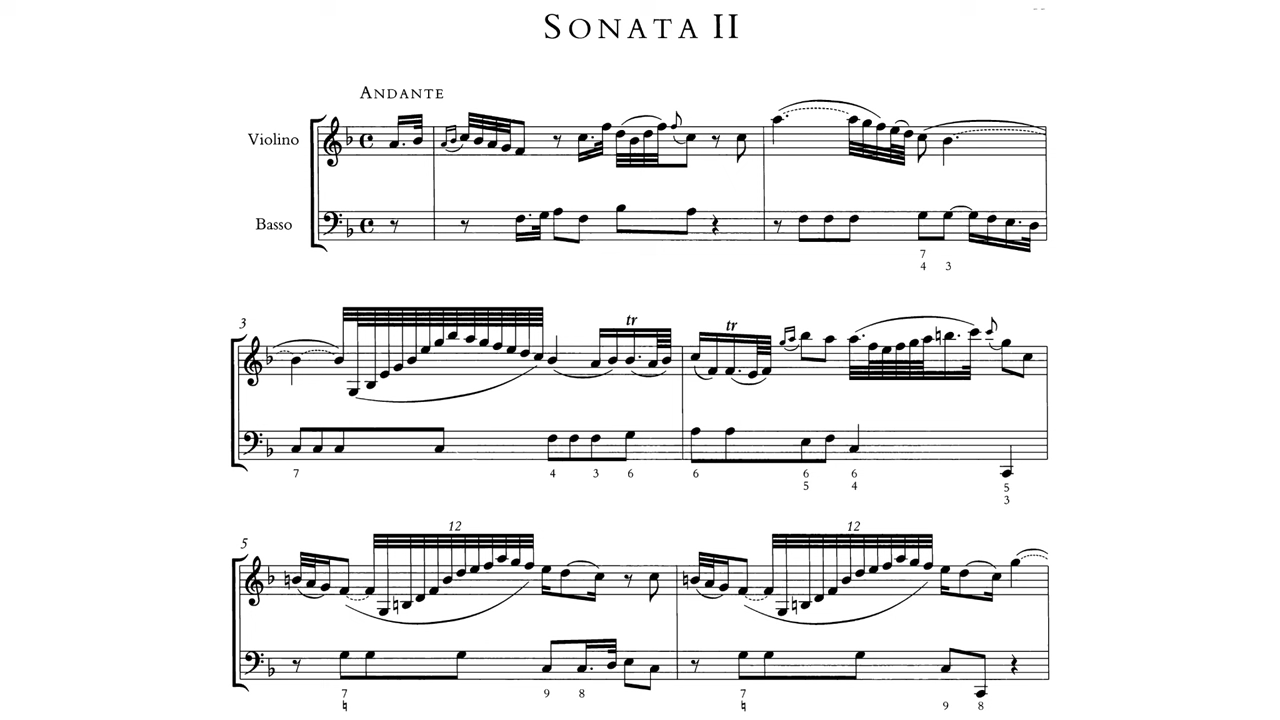 SONATA II
ANDANTE
Violino
Basso
7
4 3
3
tr tr
7 4 3 6 6 6 6
5 4 5
3
5 12 12
7 9 8 7 9 8